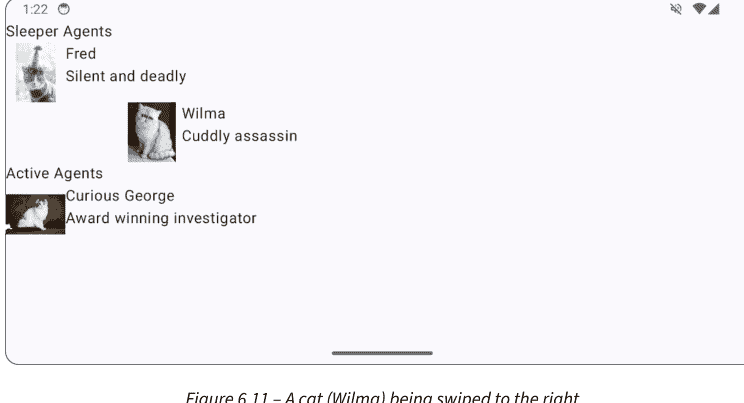 1:22
Sleeper Agents
Fred
Silent and deadly
Wilma
Cuddly assassin
Active Agents
Curious George
Award winning investigator
Figure 6.11 – A cat (Wilma) being swiped to the right